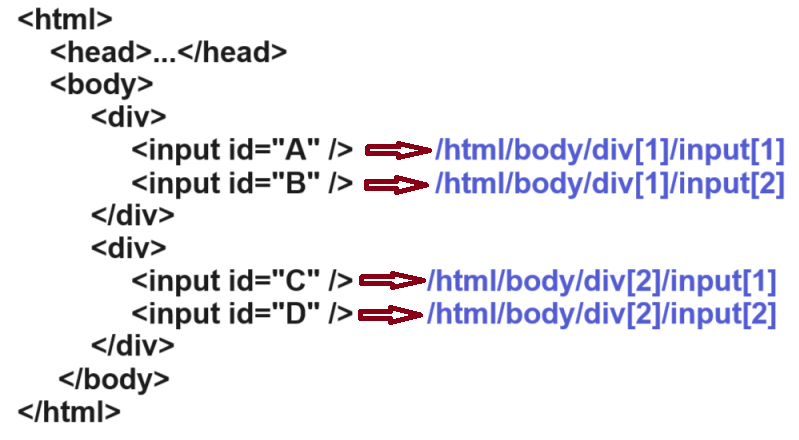 <html>
<head>...</head>
<body>
<div>
<input id="A" /> /html/body/div[1]/input[1]
<input id="B" /> /html/body/div[1]/input[2]
</div>
<div>
<input id="C" /> /html/body/div[2]/input[1]
<input id="D" /> /html/body/div[2]/input[2]
</div>
</body>
</html>